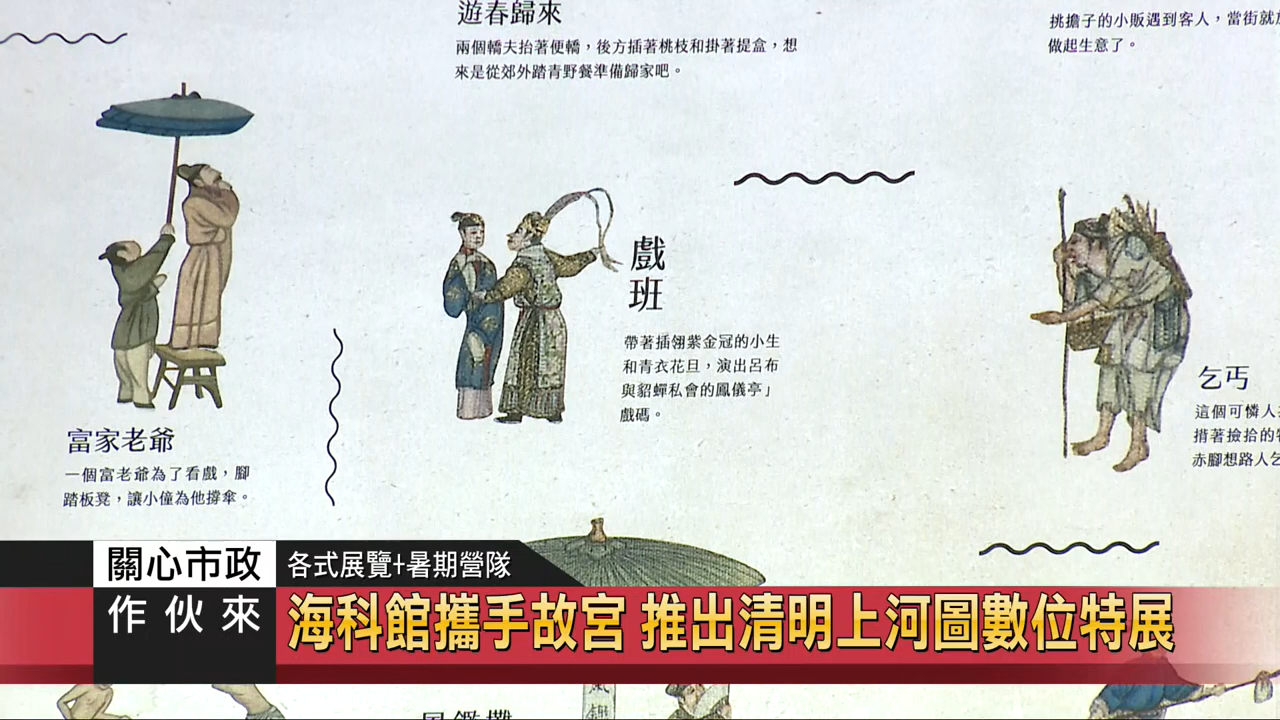 遊春歸來
兩個轎夫抬著便轎，後方插著桃枝和掛著提盒，想
來是從郊外踏青野餐準備歸家吧。
挑擔子的小販遇到客人，當街就
做起生意了。
戲
班
帶著插翎紫金冠的小生
和青衣花旦，演出呂布
與貂蟬私會的鳳儀亭」
戲碼。
乞丐
這個可憐人
揹著撿拾的
赤腳想路人乞
富家老爺
一個富老爺為了看戲，腳
踏板凳，讓小僮為他撐傘。
關心市政
作伙來
各式展覽+暑期營隊
海科館攜手故宮 推出清明上河圖數位特展